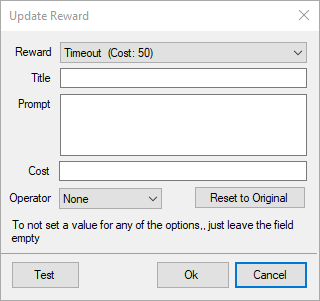 Update Reward
Reward Timeout (Cost: 50)
Title
Prompt
Cost
Operator None Reset to Original
To not set a value for any of the options,, just leave the field
empty
Test Ok Cancel